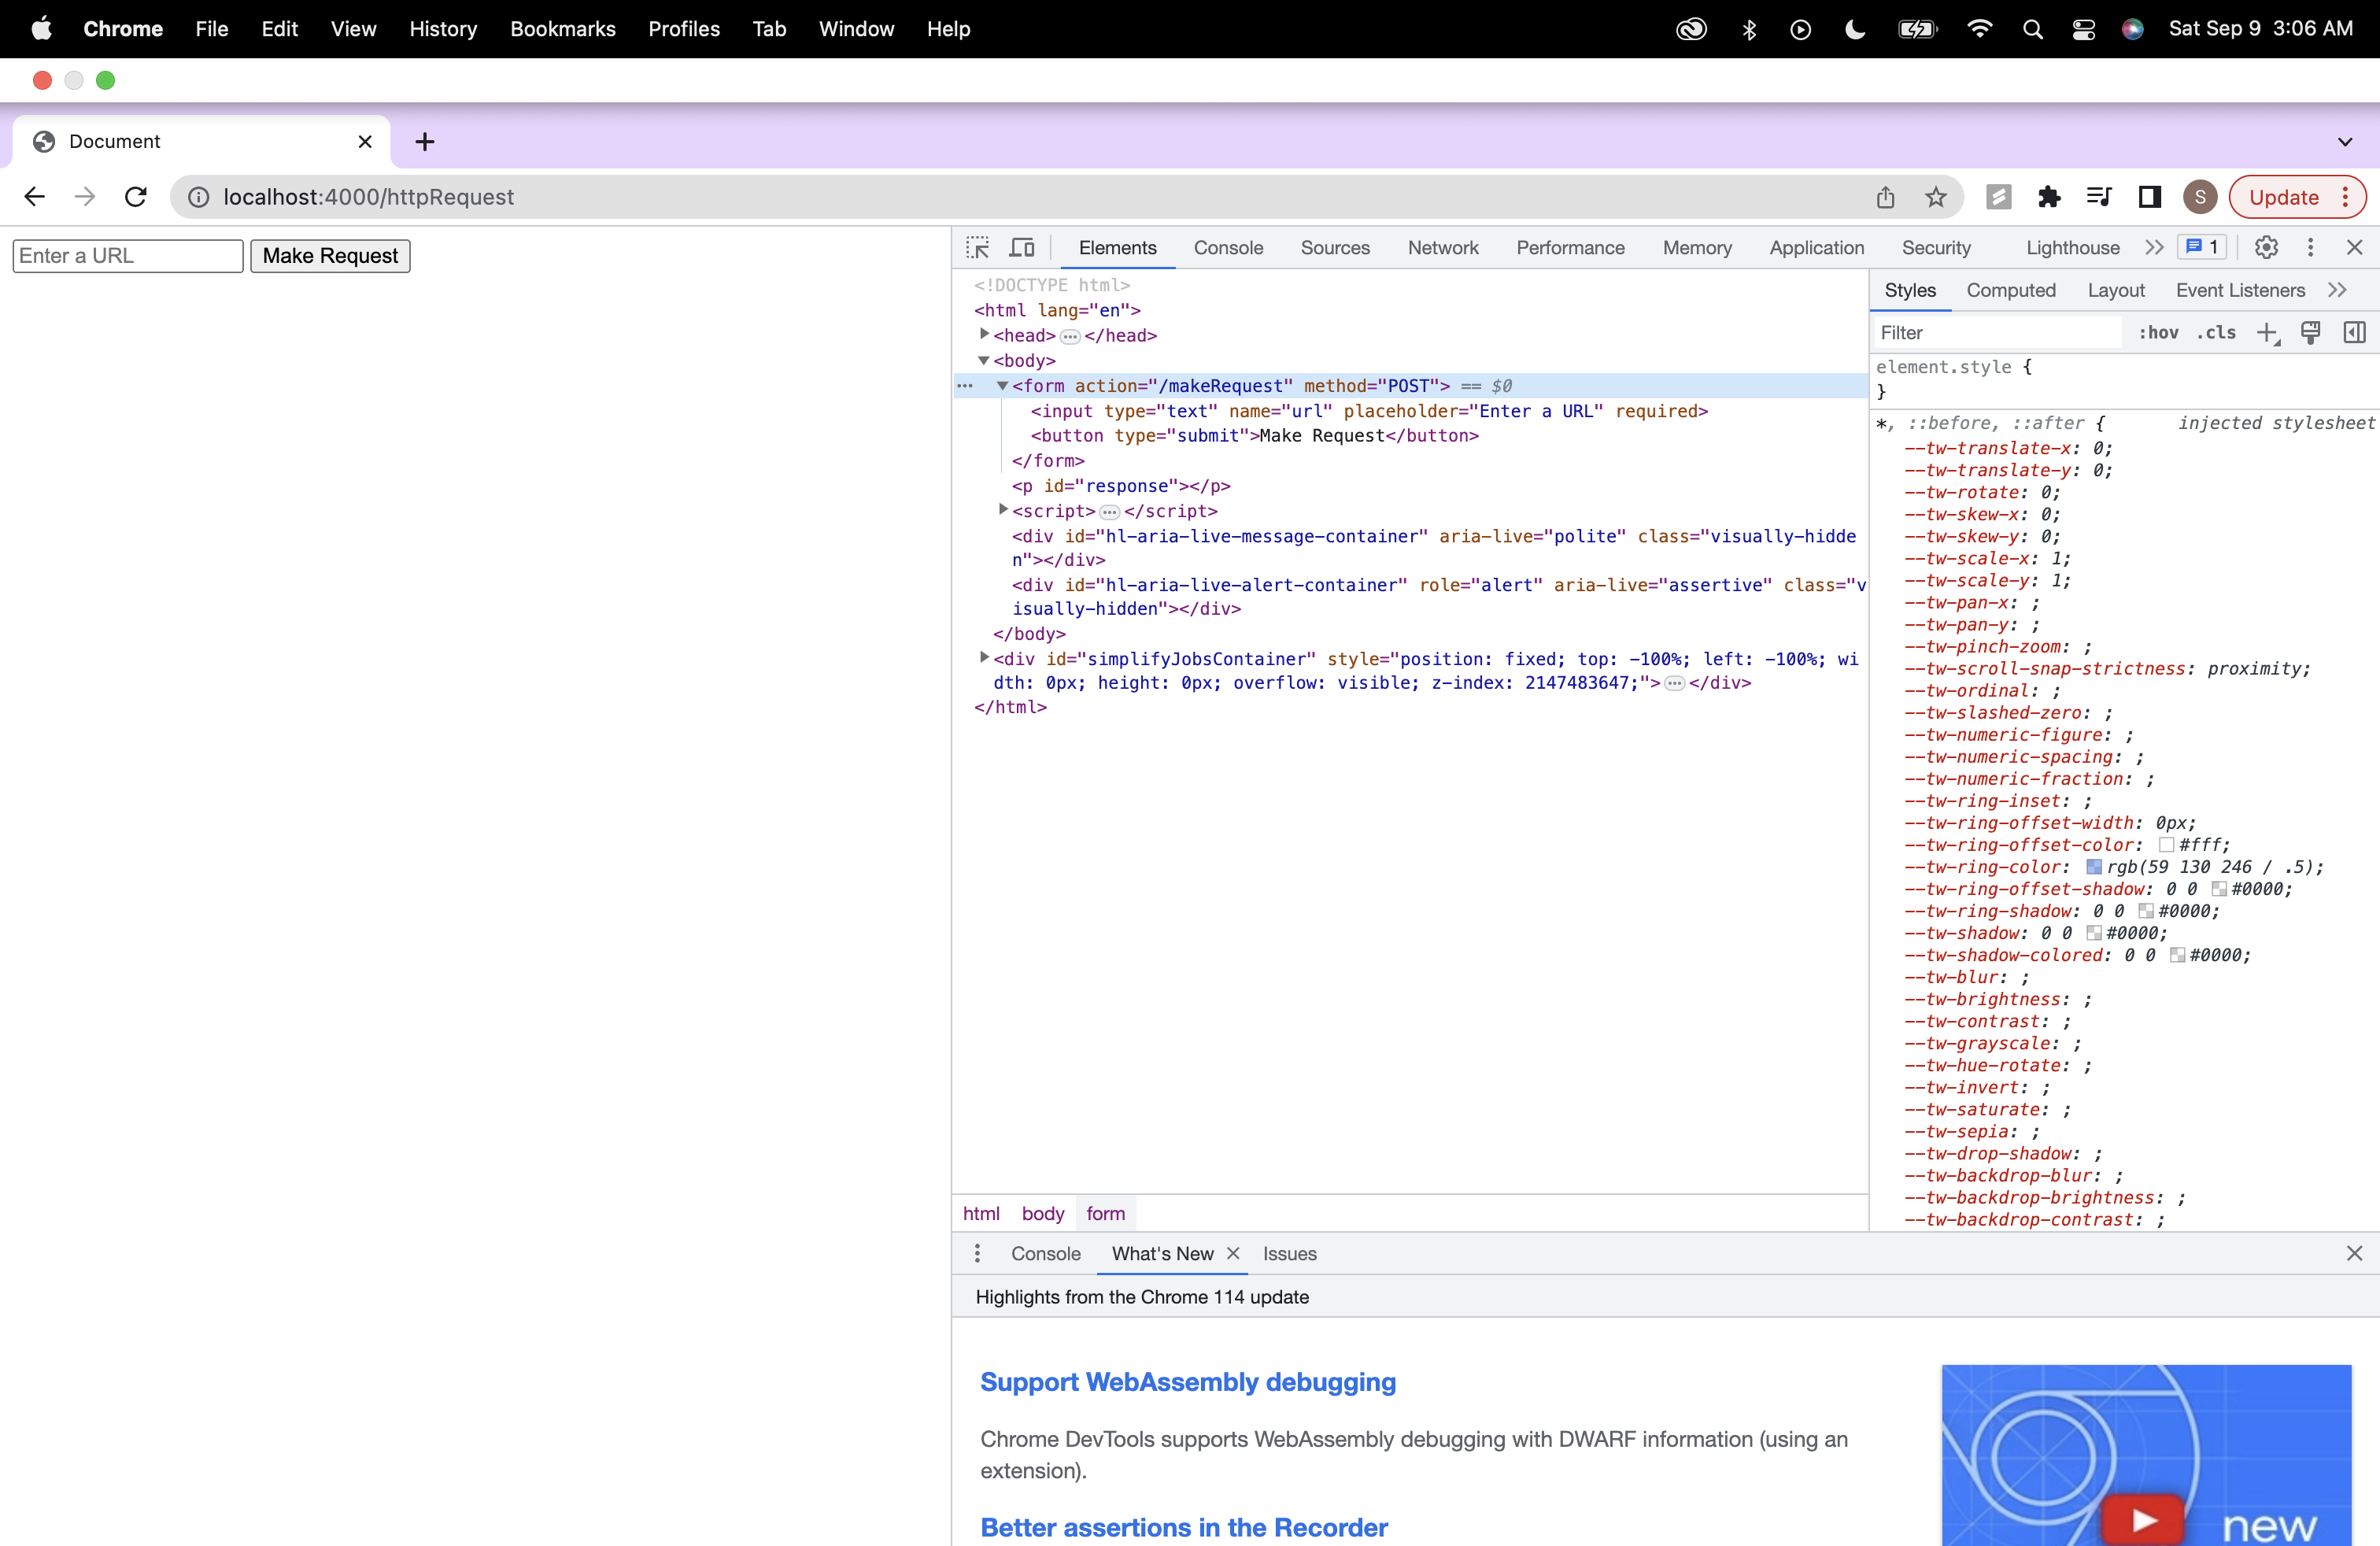 Chrome File Edit View History Bookmarks Profiles Tab Window Help Sat Sep 9 3:06 AM
Document
localhost:4000/httpRequest S Update
Enter a URL Make Request
Elements Console Sources Network Performance Memory Application Security Lighthouse 1
<!DOCTYPE html>
<html lang="en">
<head>…</head>
<body>
<form action="/makeRequest" method="POST"> == $0
<input type="text" name="url" placeholder="Enter a URL" required>
<button type="submit">Make Request</button>
</form>
<p id="response"></p>
<script>…</script>
<div id="hl-aria-live-message-container" aria-live="polite" class="visually-hidde
n"></div>
<div id="hl-aria-live-alert-container" role="alert" aria-live="assertive" class="v
isually-hidden"></div>
</body>
<div id="simplifyJobsContainer" style="position: fixed; top: -100%; left: -100%; wi
dth: 0px; height: 0px; overflow: visible; z-index: 2147483647;">…</div>
</html>
html body form
Styles Computed Layout Event Listeners
Filter :hov .cls
element.style {
}
*, ::before, ::after { injected stylesheet
--tw-translate-x: 0;
--tw-translate-y: 0;
--tw-rotate: 0;
--tw-skew-x: 0;
--tw-skew-y: 0;
--tw-scale-x: 1;
--tw-scale-y: 1;
--tw-pan-x: ;
--tw-pan-y: ;
--tw-pinch-zoom: ;
--tw-scroll-snap-strictness: proximity;
--tw-ordinal: ;
--tw-slashed-zero: ;
--tw-numeric-figure: ;
--tw-numeric-spacing: ;
--tw-numeric-fraction: ;
--tw-ring-inset: ;
--tw-ring-offset-width: 0px;
--tw-ring-offset-color: #fff;
--tw-ring-color: rgb(59 130 246 / .5);
--tw-ring-offset-shadow: 0 0 #0000;
--tw-ring-shadow: 0 0 #0000;
--tw-shadow: 0 0 #0000;
--tw-shadow-colored: 0 0 #0000;
--tw-blur: ;
--tw-brightness: ;
--tw-contrast: ;
--tw-grayscale: ;
--tw-hue-rotate: ;
--tw-invert: ;
--tw-saturate: ;
--tw-sepia: ;
--tw-drop-shadow: ;
--tw-backdrop-blur: ;
--tw-backdrop-brightness: ;
--tw-backdrop-contrast: ;
Console What's New Issues
Highlights from the Chrome 114 update
Support WebAssembly debugging
Chrome DevTools supports WebAssembly debugging with DWARF information (using an
extension).
Better assertions in the Recorder
new